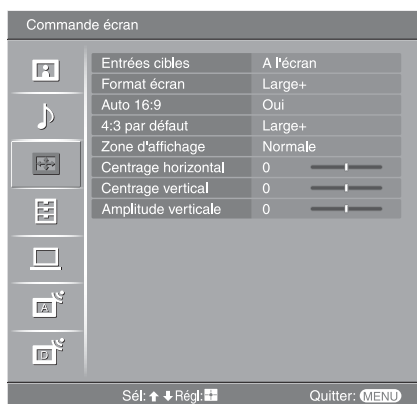 Commande écran
Entrées cibles A l'écran
Format écran Large+
Auto 16:9 Oui
4:3 par défaut Large+
Zone d'affichage Normale
Centrage horizontal 0
Centrage vertical 0
Amplitude verticale 0
A
D
Sél: Régl: Quitter: MENU